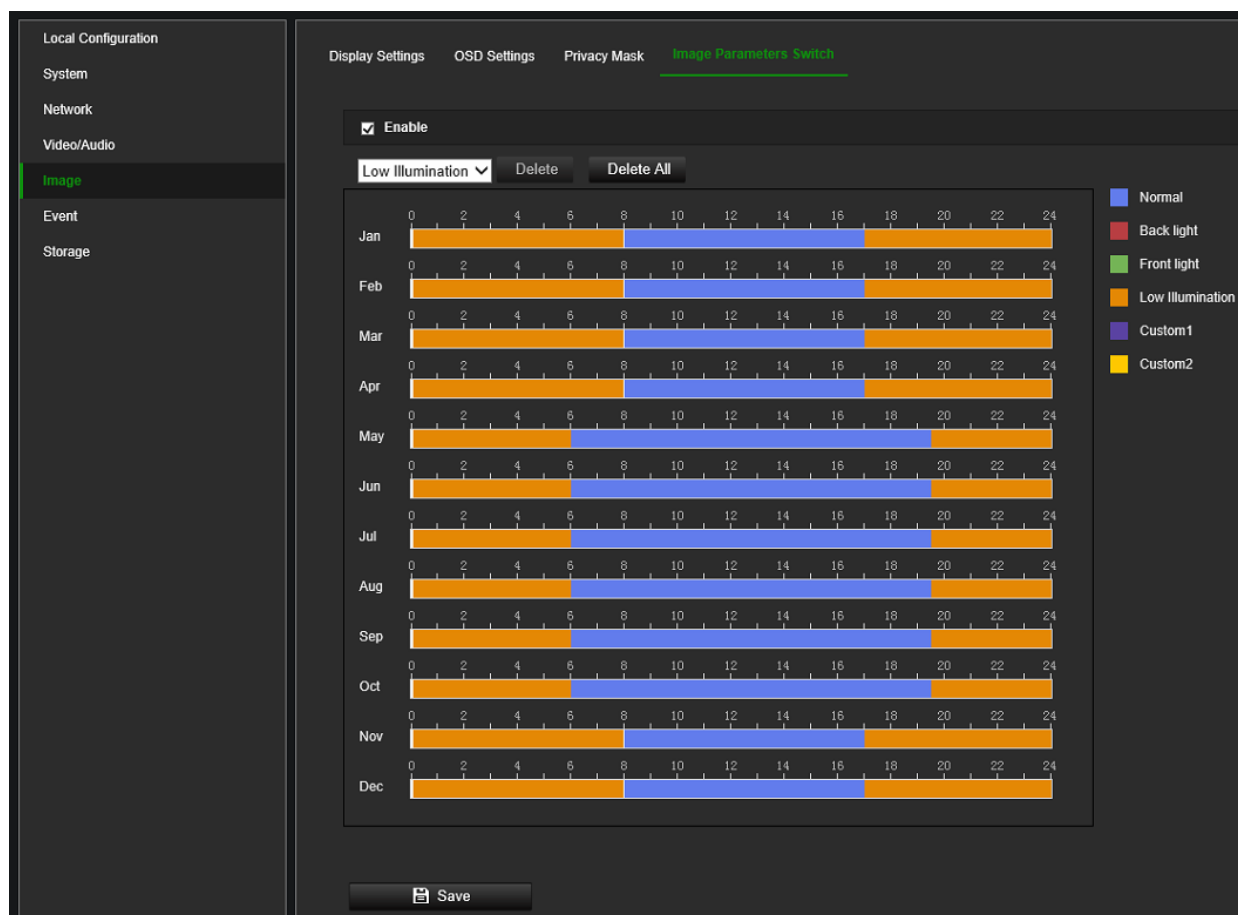 Local Configuration
System
Network
Video/Audio
Image
Event
Storage
Display Settings OSD Settings Privacy Mask Image Parameters Switch
Enable
Low Illumination Delete Delete All
0 2 4 6 8 10 12 14 16 18 20 22 24
Jan
0 2 4 6 8 10 12 14 16 18 20 22 24
Feb
0 2 4 6 8 10 12 14 16 18 20 22 24
Mar
0 2 4 6 8 10 12 14 16 18 20 22 24
Apr
0 2 4 6 8 10 12 14 16 18 20 22 24
May
0 2 4 6 8 10 12 14 16 18 20 22 24
Jun
0 2 4 6 8 10 12 14 16 18 20 22 24
Jul
0 2 4 6 8 10 12 14 16 18 20 22 24
Aug
0 2 4 6 8 10 12 14 16 18 20 22 24
Sep
0 2 4 6 8 10 12 14 16 18 20 22 24
Oct
0 2 4 6 8 10 12 14 16 18 20 22 24
Nov
0 2 4 6 8 10 12 14 16 18 20 22 24
Dec
Normal
Back light
Front light
Low Illumination
Custom1
Custom2
Save